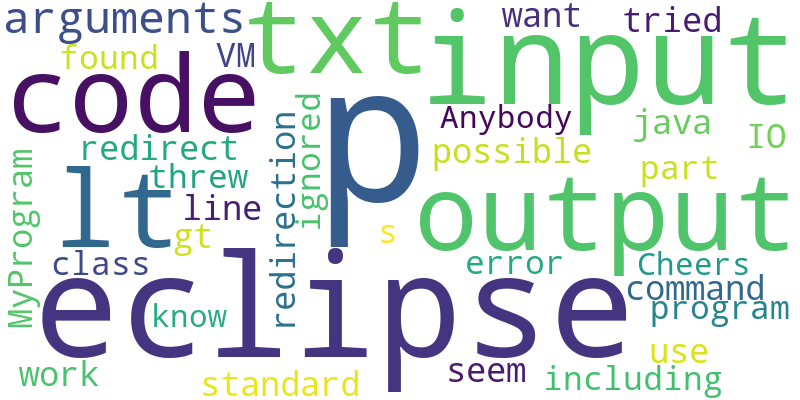 arguments
txt
want
tried
input
found
VM
code
p
Anybody
java
IO
redirect
ignored
possible
threw
redirection
part
lt
line
MyProgram
gt
s
output
class
error
Cheers
eclipse
command
know
program
work
standard
seem
use
including